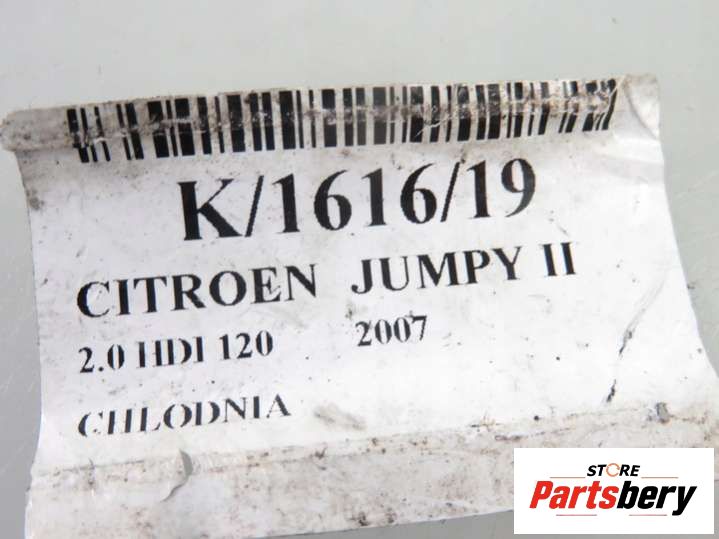 K/1616/19
CITROEN JUMPY II
2.0 HDI 120 2007
CHLODNIA
STORE
Partsbery